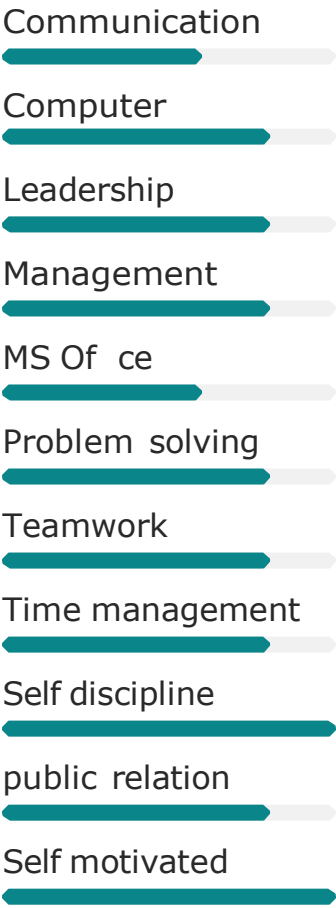 Communication
Computer
Leadership
Management
MS Of ce
Problem solving
Teamwork
Time management
Self discipline
public relation
Self motivated